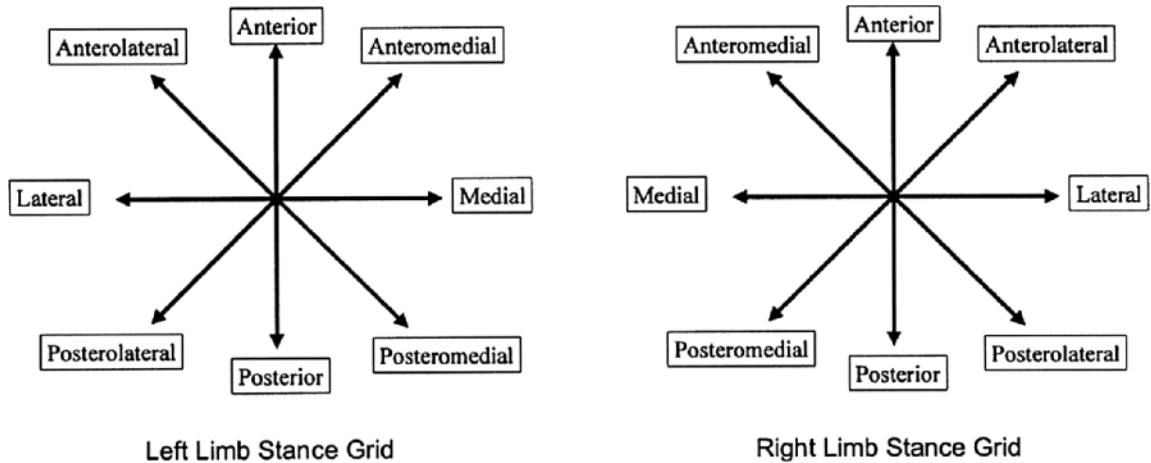 Anterior
Anterolateral
Anteromedial
Lateral
Medial
Posterolateral
Posteromedial
Posterior
Left Limb Stance Grid
Anterior
Anteromedial
Anterolateral
Medial
Lateral
Posteromedial
Posterolateral
Posterior
Right Limb Stance Grid